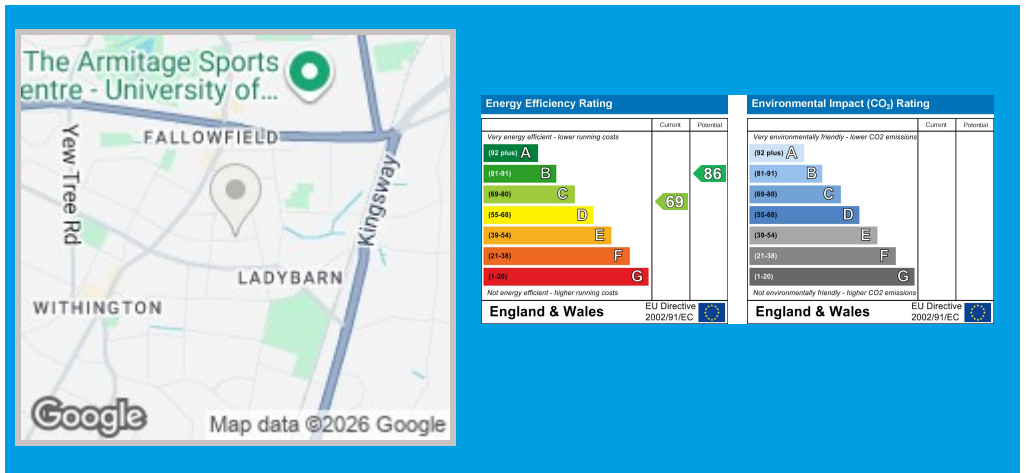 The Armitage Sports
entre - University of...
FALLOWFIELD
Yew Tree Rd
Kingsway
LADYBARN
WITHINGTON
Google
Map data ©2026 Google
Energy Efficiency Rating
Current Potential
Very energy efficient - lower running costs
(92 plus) A
(81-91) B
86
(69-80) C
69
(55-68) D
(39-54) E
(21-38) F
(1-20) G
Not energy efficient - higher running costs
England & Wales
EU Directive
2002/91/EC
Environmental Impact (CO₂) Rating
Current Potential
Very environmentally friendly - lower CO2 emissions
(92 plus) A
(81-91) B
(69-80) C
(55-68) D
(39-54) E
(21-38) F
(1-20) G
Not environmentally friendly - higher CO2 emissions
England & Wales
EU Directive
2002/91/EC